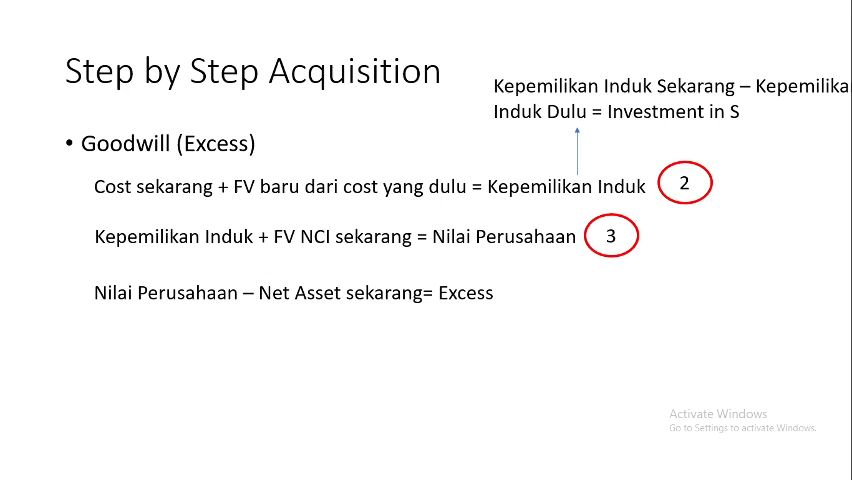 Step by Step Acquisition
Kepemilikan Induk Sekarang – Kepemilika
Induk Dulu = Investment in S
• Goodwill (Excess)
Cost sekarang + FV baru dari cost yang dulu = Kepemilikan Induk 2
Kepemilikan Induk + FV NCI sekarang = Nilai Perusahaan 3
Nilai Perusahaan – Net Asset sekarang= Excess
Activate Windows
Go to Settings to activate Windows.